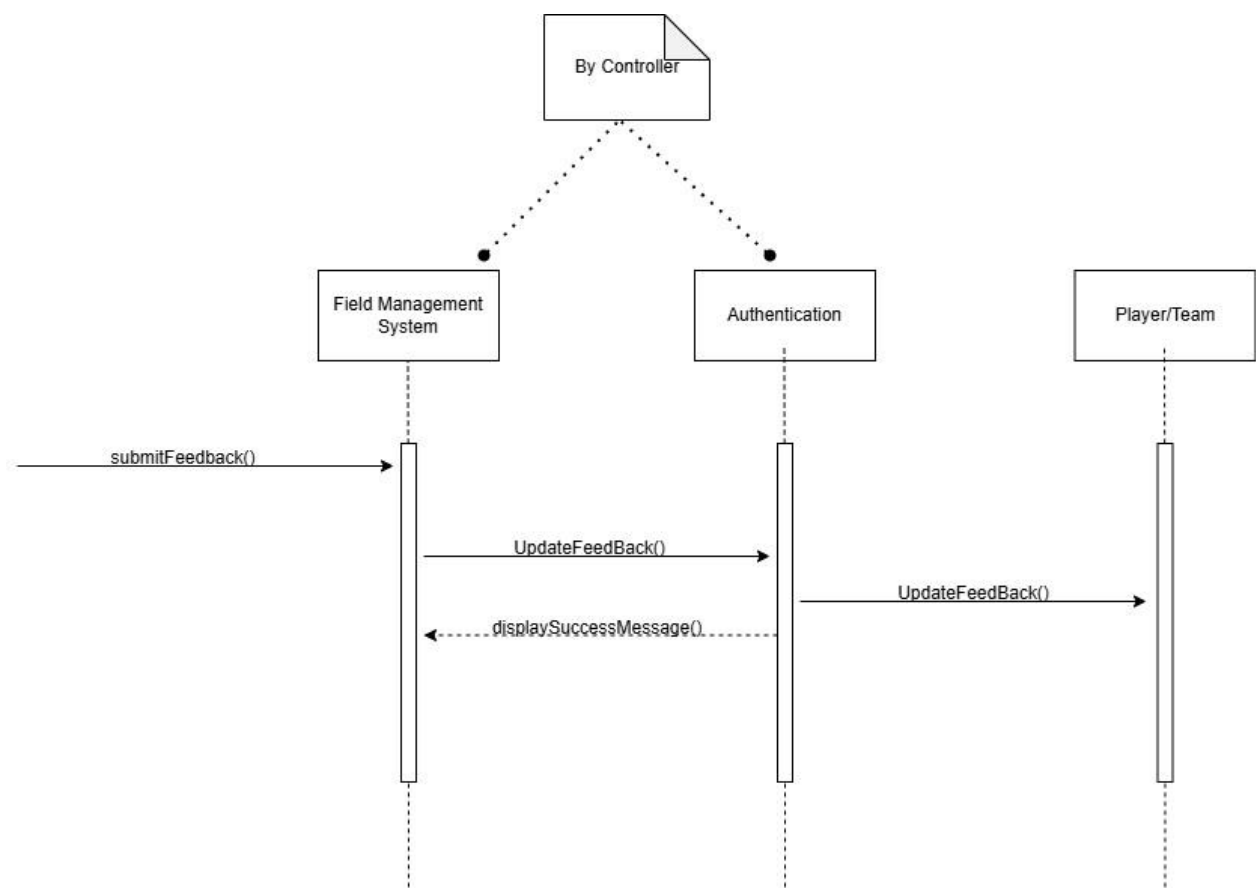 By Controller
Field Management
System
Authentication
Player/Team
submitFeedback()
UpdateFeedBack()
UpdateFeedBack()
displaySuccessMessage()